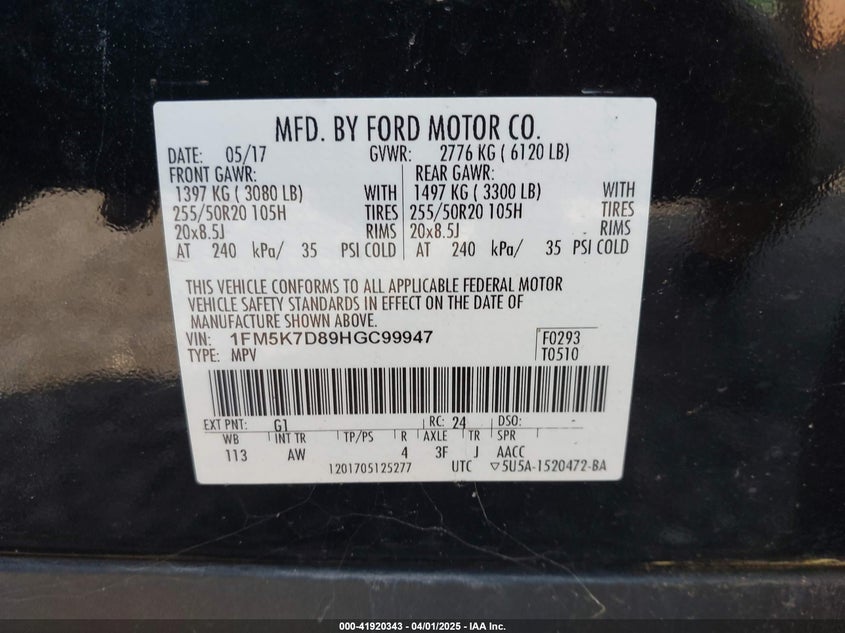 MFD. BY FORD MOTOR CO.
DATE: 05/17 GVWR: 2776 KG ( 6120 LB)
FRONT GAWR: REAR GAWR:
1397 KG ( 3080 LB) WITH 1497 KG ( 3300 LB) WITH
255/50R20 105H TIRES 255/50R20 105H TIRES
20x8.5J RIMS 20x8.5J RIMS
AT 240 kPa/ 35 PSI COLD AT 240 kPa/ 35 PSI COLD
THIS VEHICLE CONFORMS TO ALL APPLICABLE FEDERAL MOTOR
VEHICLE SAFETY STANDARDS IN EFFECT ON THE DATE OF
MANUFACTURE SHOWN ABOVE.
VIN: 1FM5K7D89HGC99947 F0293
TYPE: MPV T0510
EXT PNT: G1 RC: 24 DSO: -
WB INT TR TP/PS R AXLE TR SPR
113 AW 4 3F J AACC
1201705125277 UTC ▽5U5A-1520472-BA
000-41920343 - 04/01/2025 - IAA Inc.